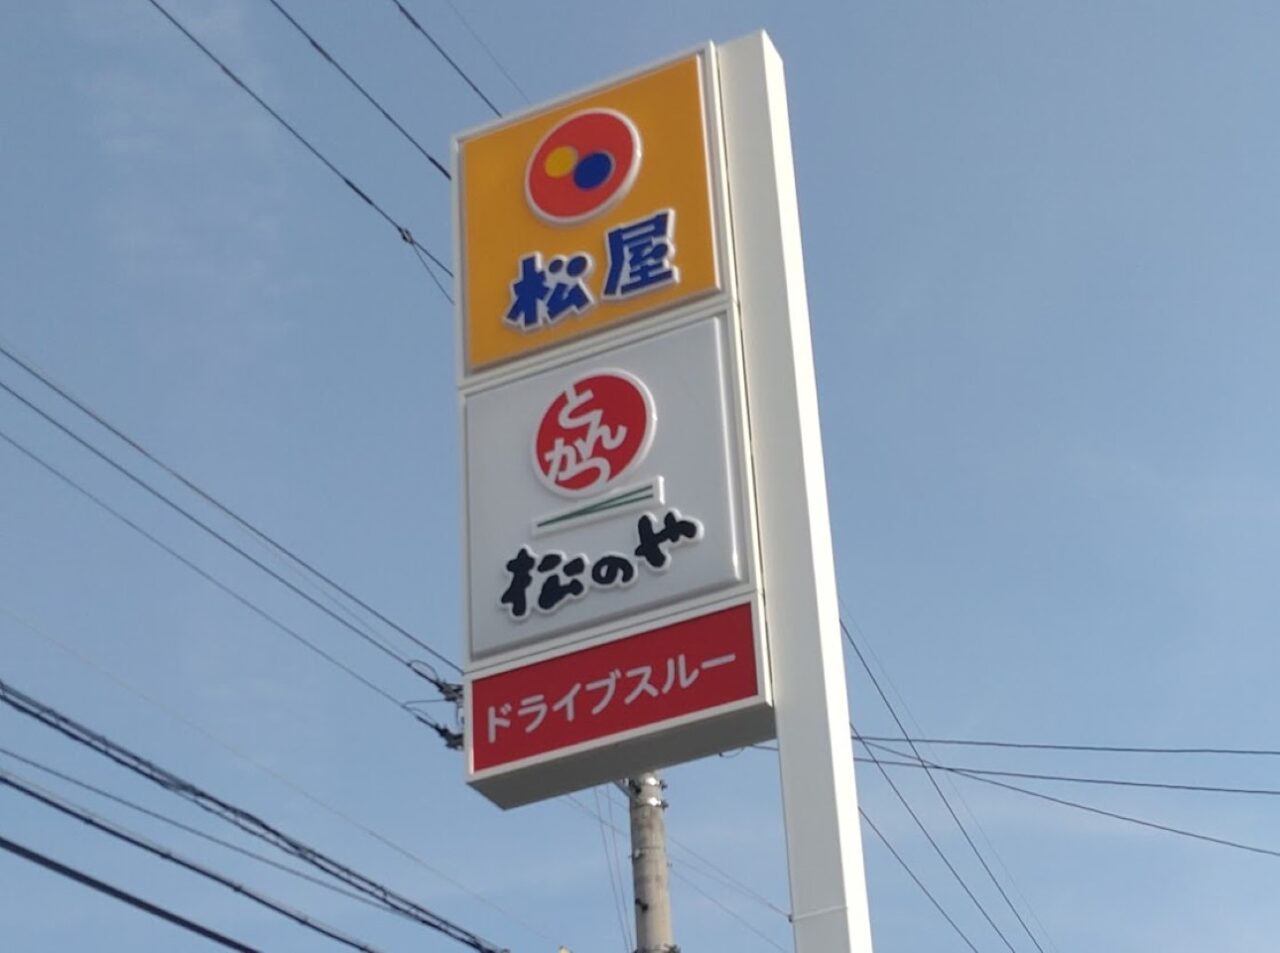 松屋
とん
かつ
松のや
ドライブスルー